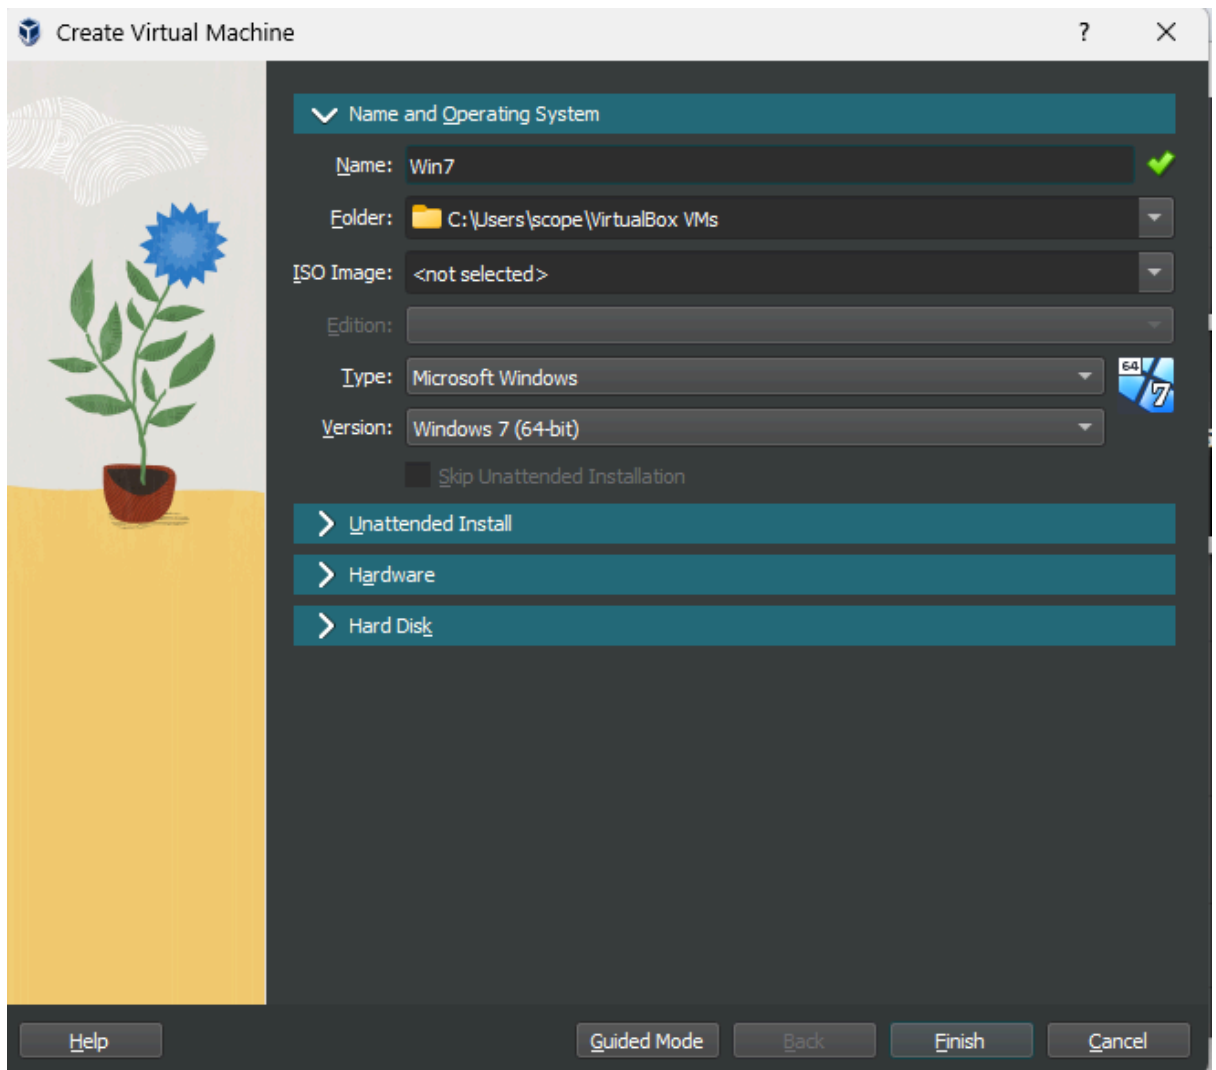 Create Virtual Machine ?
Name and Operating System
Name: Win7
Folder: C:\Users\scope\VirtualBox VMs
ISO Image: <not selected>
Edition:
Type: Microsoft Windows 64 7
Version: Windows 7 (64-bit)
Skip Unattended Installation
Unattended Install
Hardware
Hard Disk
Help Guided Mode Back Finish Cancel